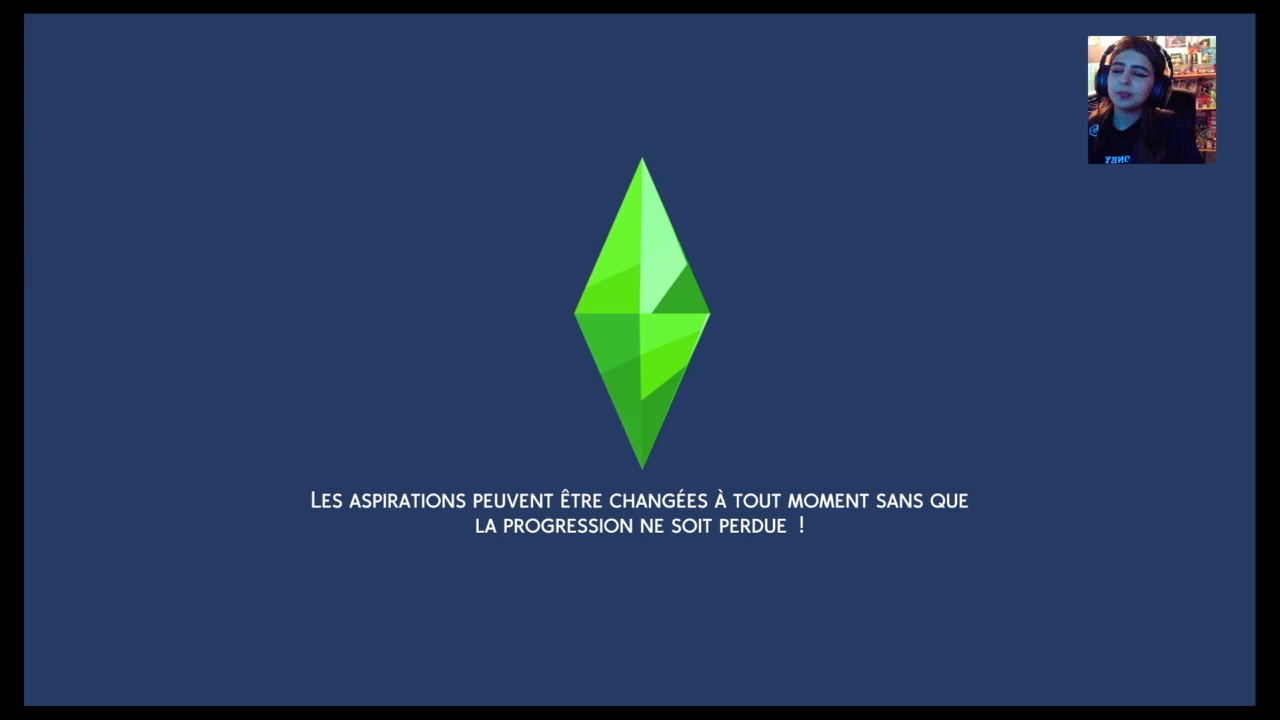 LES ASPIRATIONS PEUVENT ÊTRE CHANGÉES À TOUT MOMENT SANS QUE
LA PROGRESSION NE SOIT PERDUE !